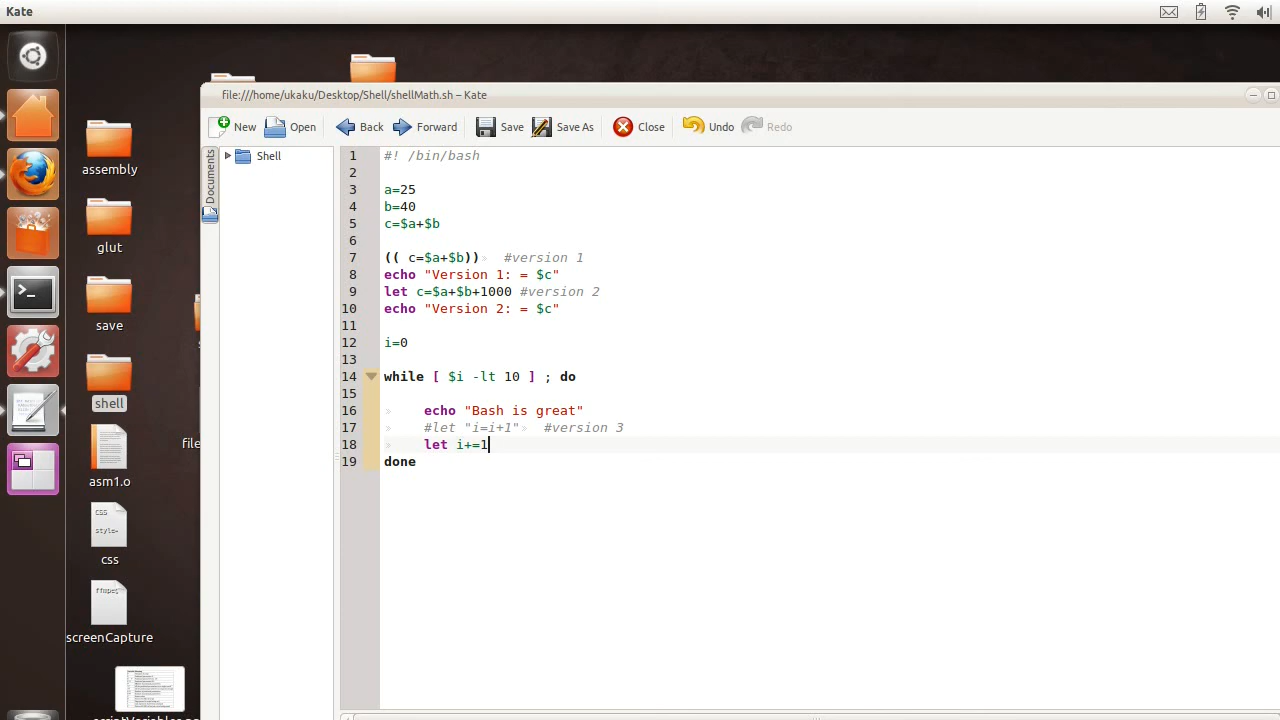 Kate
file:///home/ukaku/Desktop/Shell/shellMath.sh – Kate
New Open Back Forward Save Save As Close Undo Redo
Documents
Shell
assembly
glut
save
shell
asm1.o
css
style-
css
ffmpeg
screenCapture
file
1 #! /bin/bash
2
3 a=25
4 b=40
5 c=$a+$b
6
7 (( c=$a+$b)) #version 1
8 echo "Version 1: = $c"
9 let c=$a+$b+1000 #version 2
10 echo "Version 2: = $c"
11
12 i=0
13
14 while [ $i -lt 10 ] ; do
15
16 echo "Bash is great"
17 #let "i=i+1" #version 3
18 let i+=1
19 done